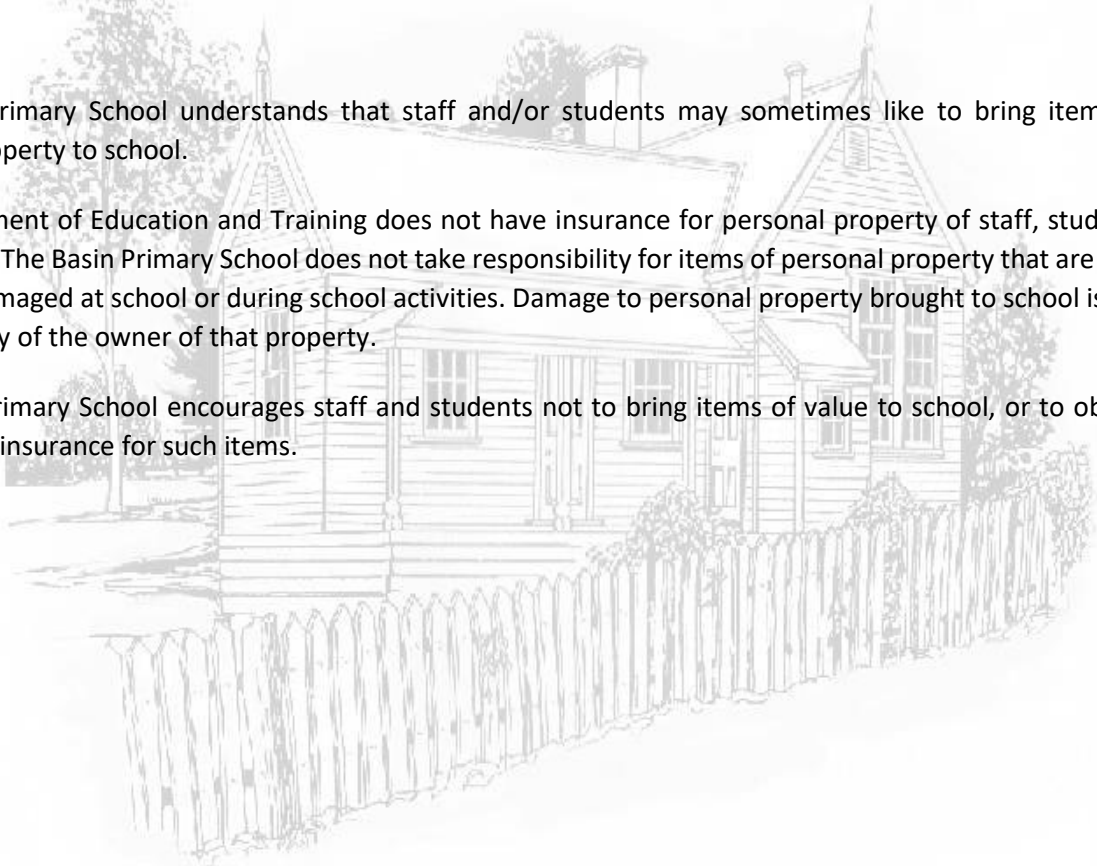 rimary School understands that staff and/or students may sometimes like to bring item
operty to school.
ment of Education and Training does not have insurance for personal property of staff, stud
The Basin Primary School does not take responsibility for items of personal property that are
maged at school or during school activities. Damage to personal property brought to school is
y of the owner of that property.
rimary School encourages staff and students not to bring items of value to school, or to ob
insurance for such items.